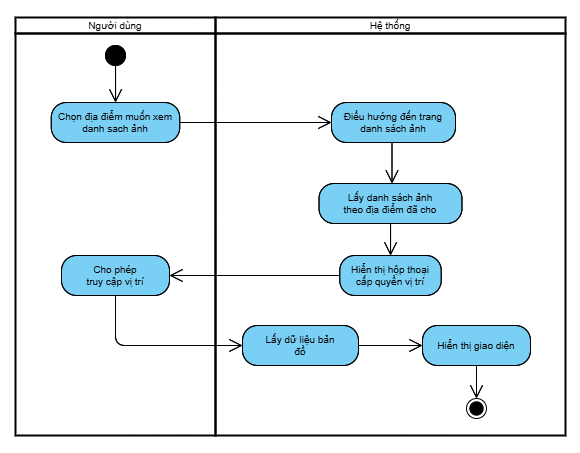 Người dùng
Hệ thống
Chọn địa điểm muốn xem
danh sach ảnh
Điều hướng đến trang
danh sách ảnh
Lấy danh sách ảnh
theo địa điểm đã cho
Hiển thị hộp thoại
cấp quyền vị trí
Cho phép
truy cập vị trí
Lấy dữ liệu bản
đồ
Hiển thị giao diện